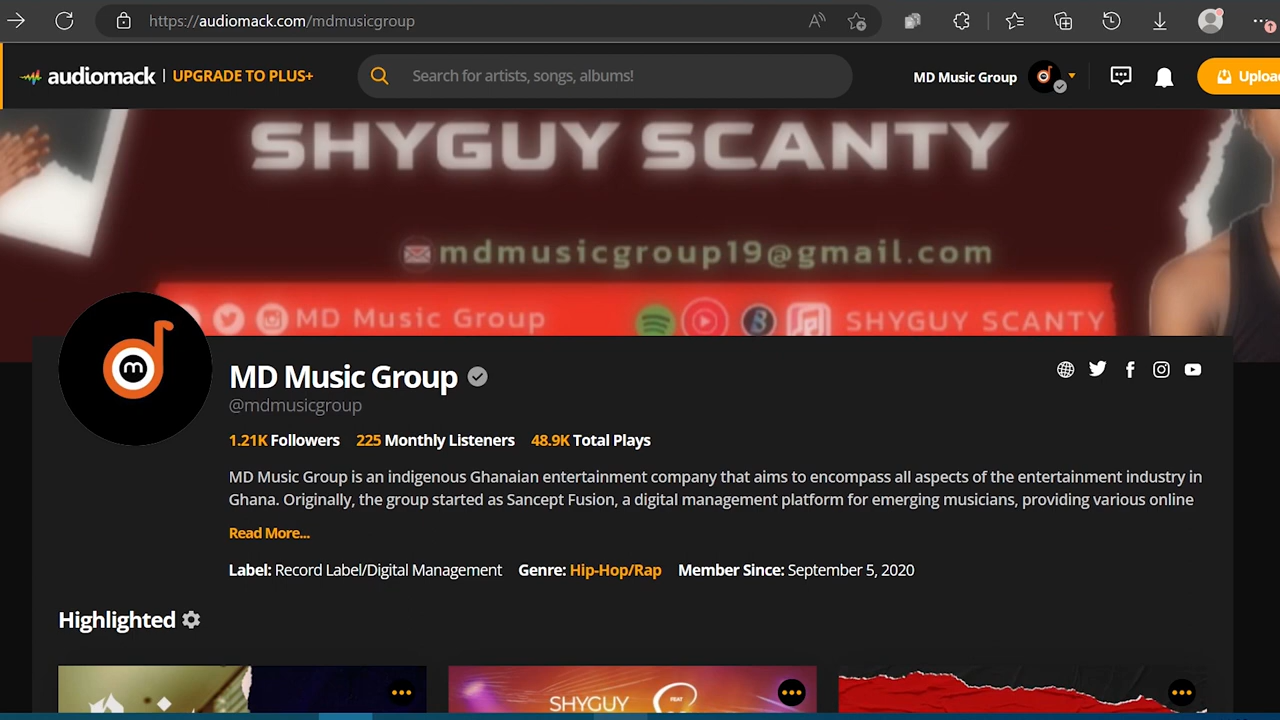 https://audiomack.com/mdmusicgroup
audiomack | UPGRADE TO PLUS+
Search for artists, songs, albums!
MD Music Group
Uploa
SHYGUY SCANTY
mdmusicgroup19@gmail.com
MD Music Group
SHYGUY SCANTY
MD Music Group
@mdmusicgroup
1.21K Followers 225 Monthly Listeners 48.9K Total Plays
MD Music Group is an indigenous Ghanaian entertainment company that aims to encompass all aspects of the entertainment industry in
Ghana. Originally, the group started as Sancept Fusion, a digital management platform for emerging musicians, providing various online
Read More...
Label: Record Label/Digital Management Genre: Hip-Hop/Rap Member Since: September 5, 2020
Highlighted
SHYGUY
FEAT